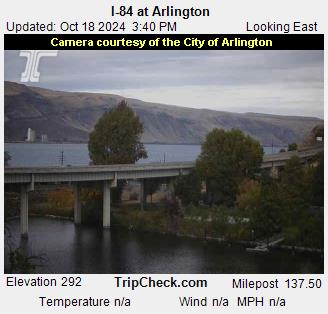 I-84 at Arlington
Updated: Oct 18 2024 3:40 PM Looking East
Camera courtesy of the City of Arlington
Elevation 292 TripCheck.com Milepost 137.50
Temperature n/a Wind n/a MPH n/a